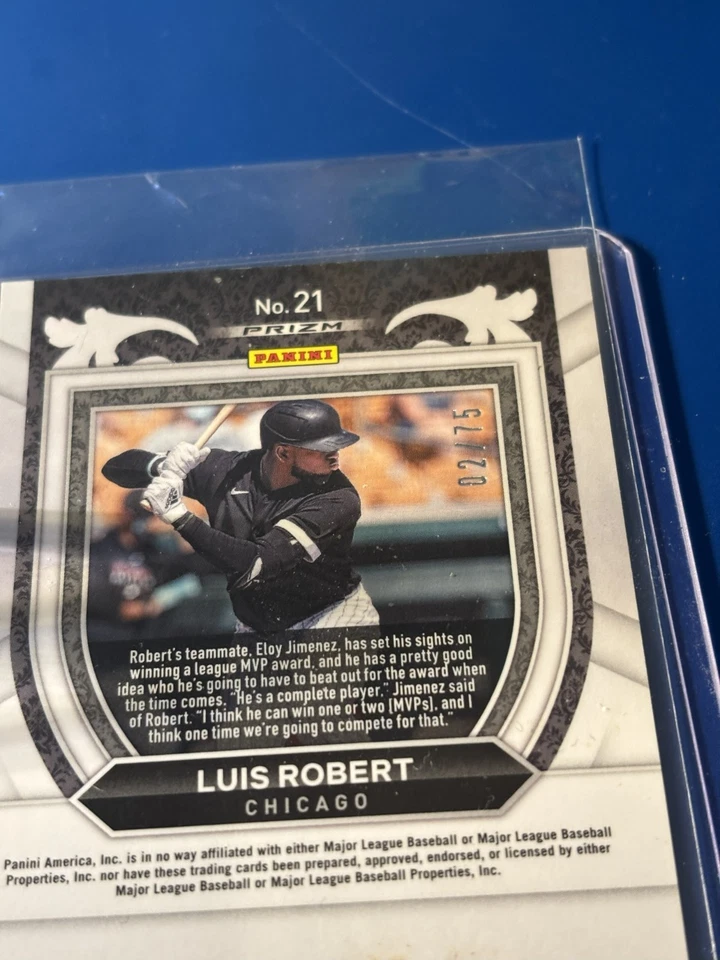 No. 21
PRIZM
PANINI
02/75
Robert's teammate, Eloy Jimenez, has set his sights on
winning a league MVP award, and he has a pretty good
idea who he's going to have to beat out for the award when
the time comes. "He's a complete player," Jimenez said
of Robert. "I think he can win one or two [MVPs], and I
think one time we're going to compete for that."
LUIS ROBERT
CHICAGO
Panini America, Inc. is in no way affiliated with either Major League Baseball or Major League Baseball
Properties, Inc. nor have these trading cards been prepared, approved, endorsed, or licensed by either
Major League Baseball or Major League Baseball Properties, Inc.